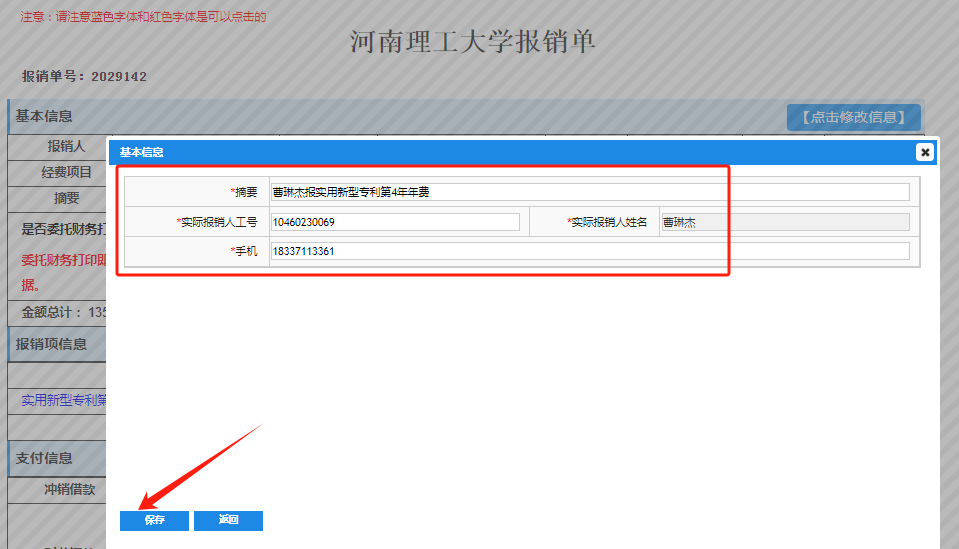 注意：请注意蓝色字体和红色字体是可以点击的
河南理工大学报销单
报销单号：2029142
基本信息
【点击修改信息】
报销人
经费项目
摘要
是否委托财务打
委托财务打印即
据。
金额总计： 135
报销项信息
实用新型专利第
支付信息
冲销借款
基本信息
*摘要 曹琳杰报实用新型专利第4年年费
*实际报销人工号 10460230069 *实际报销人姓名 曹琳杰
*手机 18337113361
保存 返回